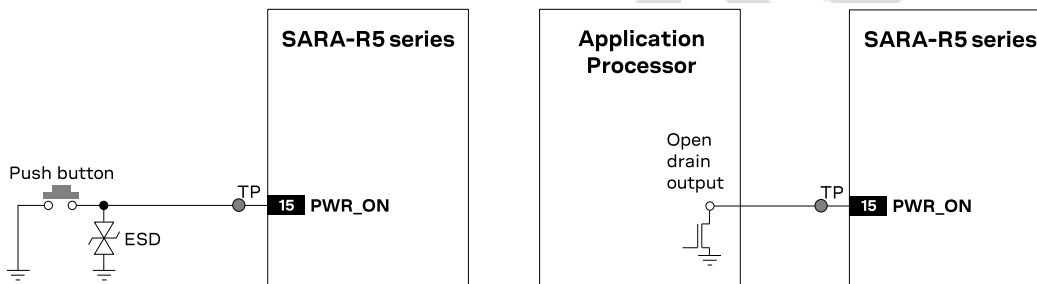 SARA-R5 series
Push button
TP
15 PWR_ON
ESD
Application
Processor
Open
drain
output
TP
SARA-R5 series
15 PWR_ON